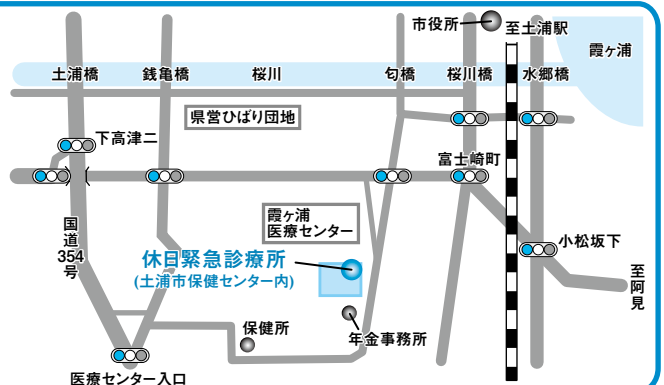 市役所
至土浦駅
霞ヶ浦
土浦橋
銭亀橋
桜川
匂橋
桜川橋
水郷橋
県営ひばり団地
下高津二
富士崎町
霞ヶ浦
医療センター
国道
354
号
小松坂下
休日緊急診療所
(土浦市保健センター内)
至阿見
保健所
年金事務所
医療センター入口